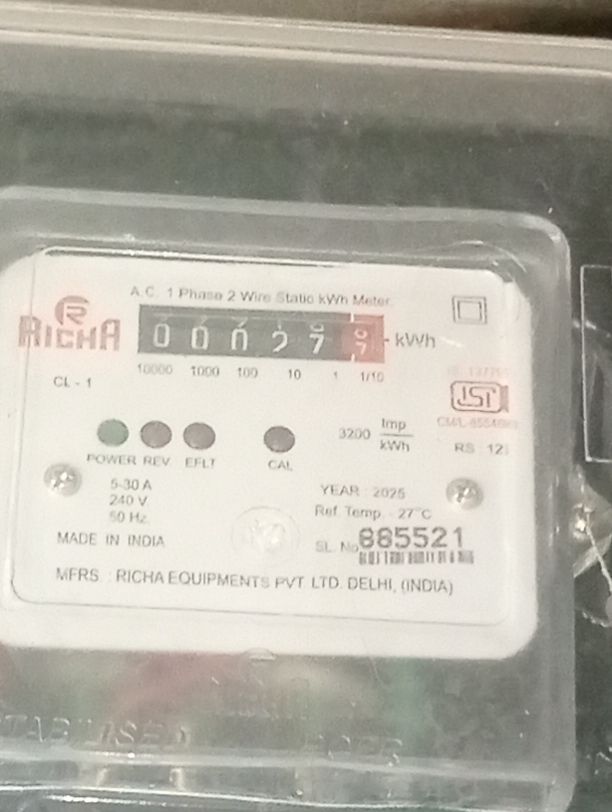 A.C. 1 Phase 2 Wire Static kWh Meter
R
RICHA
0 0 0 2 7 kWh
10000 1000 100 10 1 1/10
CL - 1
ISI
3200 Imp/kWh
POWER REV EFLT CAL
5-30 A
240 V
50 Hz
YEAR : 2025
Ref. Temp. - 27°C
MADE IN INDIA
SL. No 885521
MFRS : RICHA EQUIPMENTS PVT. LTD. DELHI, (INDIA)